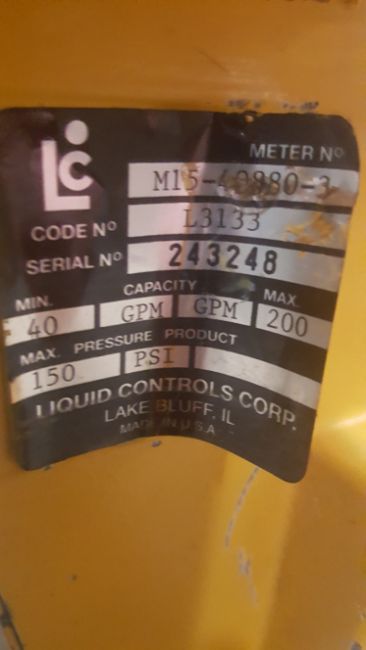 LC
METER Nº
M15-40880-3
CODE Nº L3133
SERIAL Nº 243248
MIN. CAPACITY MAX.
40 GPM GPM 200
MAX. PRESSURE PRODUCT
150 PSI
LIQUID CONTROLS CORP.
LAKE BLUFF, IL
MADE IN U.S.A.